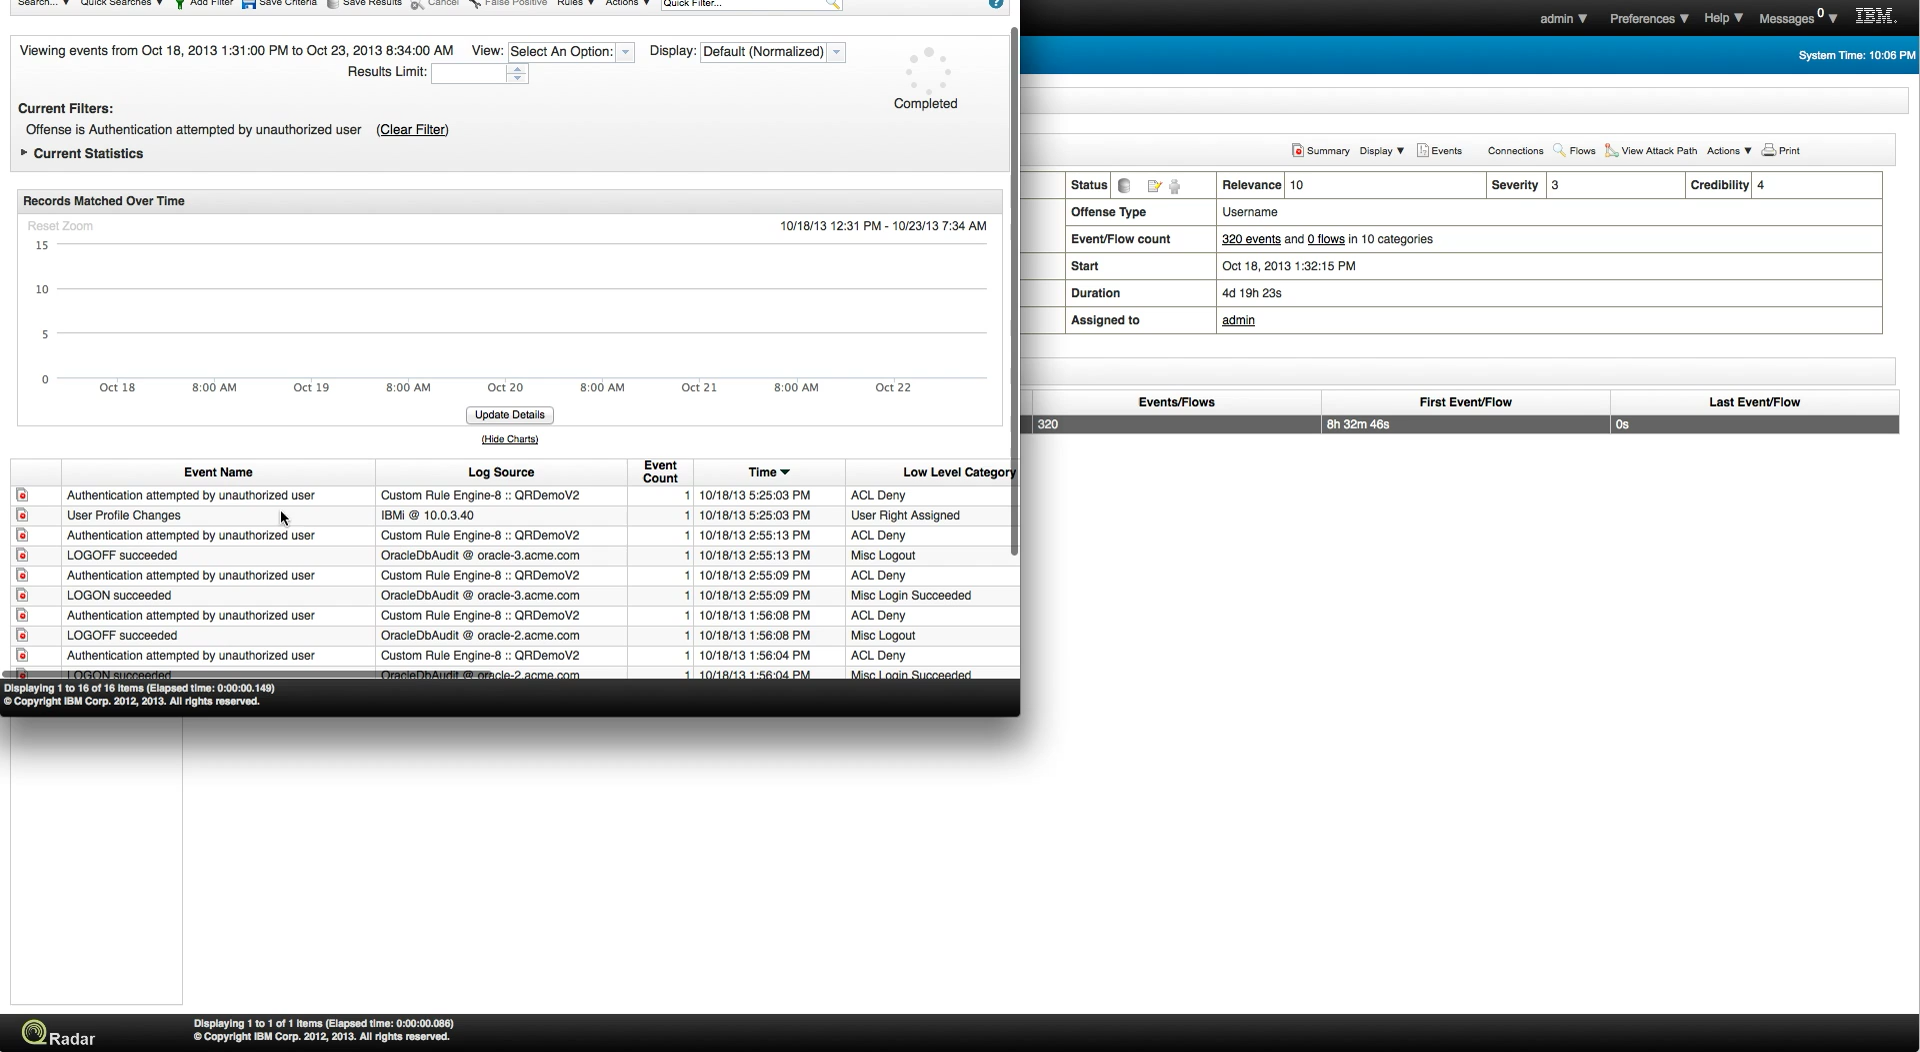 Search... ▼ Quick Searches ▼ Add Filter Save Criteria Save Results Cancel False Positive Rules ▼ Actions ▼ Quick Filter...
Viewing events from Oct 18, 2013 1:31:00 PM to Oct 23, 2013 8:34:00 AM View: Select An Option: Display: Default (Normalized)
Results Limit:
Completed
Current Filters:
Offense is Authentication attempted by unauthorized user (Clear Filter)
Current Statistics
Records Matched Over Time
Reset Zoom 10/18/13 12:31 PM - 10/23/13 7:34 AM
15
10
5
0
Oct 18 8:00 AM Oct 19 8:00 AM Oct 20 8:00 AM Oct 21 8:00 AM Oct 22
Update Details
(Hide Charts)
Event Name Log Source Event Count Time Low Level Category
Authentication attempted by unauthorized user Custom Rule Engine-8 :: QRDemoV2 1 10/18/13 5:25:03 PM ACL Deny
User Profile Changes IBMi @ 10.0.3.40 1 10/18/13 5:25:03 PM User Right Assigned
Authentication attempted by unauthorized user Custom Rule Engine-8 :: QRDemoV2 1 10/18/13 2:55:13 PM ACL Deny
LOGOFF succeeded OracleDbAudit @ oracle-3.acme.com 1 10/18/13 2:55:13 PM Misc Logout
Authentication attempted by unauthorized user Custom Rule Engine-8 :: QRDemoV2 1 10/18/13 2:55:09 PM ACL Deny
LOGON succeeded OracleDbAudit @ oracle-3.acme.com 1 10/18/13 2:55:09 PM Misc Login Succeeded
Authentication attempted by unauthorized user Custom Rule Engine-8 :: QRDemoV2 1 10/18/13 1:56:08 PM ACL Deny
LOGOFF succeeded OracleDbAudit @ oracle-2.acme.com 1 10/18/13 1:56:08 PM Misc Logout
Authentication attempted by unauthorized user Custom Rule Engine-8 :: QRDemoV2 1 10/18/13 1:56:04 PM ACL Deny
LOGON succeeded OracleDbAudit @ oracle-2.acme.com 1 10/18/13 1:56:04 PM Misc Login Succeeded
Displaying 1 to 16 of 16 items (Elapsed time: 0:00:00.149)
© Copyright IBM Corp. 2012, 2013. All rights reserved.
admin ▼ Preferences ▼ Help ▼ Messages 0 ▼ IBM.
System Time: 10:06 PM
Summary Display ▼ Events Connections Flows View Attack Path Actions ▼ Print
Status Relevance 10 Severity 3 Credibility 4
Offense Type Username
Event/Flow count 320 events and 0 flows in 10 categories
Start Oct 18, 2013 1:32:15 PM
Duration 4d 19h 23s
Assigned to admin
Events/Flows First Event/Flow Last Event/Flow
320 8h 32m 46s 0s
QRadar
Displaying 1 to 1 of 1 items (Elapsed time: 0:00:00.086)
© Copyright IBM Corp. 2012, 2013. All rights reserved.